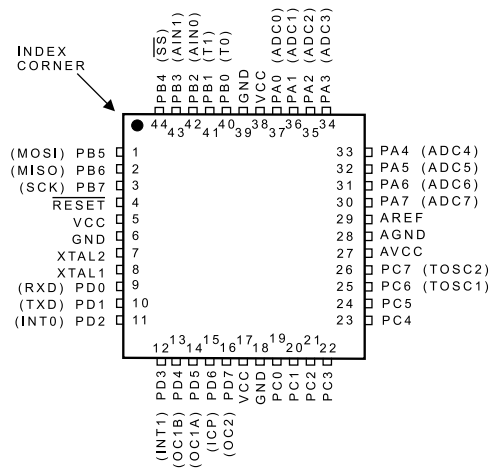 INDEX
CORNER
PB4 (S̅S̅)
PB3 (AIN1)
PB2 (AIN0)
PB1 (T1)
PB0 (T0)
GND
VCC
PA0 (ADC0)
PA1 (ADC1)
PA2 (ADC2)
PA3 (ADC3)
44 43 42 41 40 39 38 37 36 35 34
(MOSI) PB5 1
(MISO) PB6 2
(SCK) PB7 3
R̅E̅S̅E̅T̅ 4
VCC 5
GND 6
XTAL2 7
XTAL1 8
(RXD) PD0 9
(TXD) PD1 10
(INT0) PD2 11
33 PA4 (ADC4)
32 PA5 (ADC5)
31 PA6 (ADC6)
30 PA7 (ADC7)
29 AREF
28 AGND
27 AVCC
26 PC7 (TOSC2)
25 PC6 (TOSC1)
24 PC5
23 PC4
12 13 14 15 16 17 18 19 20 21 22
(INT1) PD3
(OC1B) PD4
(OC1A) PD5
(ICP) PD6
(OC2) PD7
VCC
GND
PC0
PC1
PC2
PC3